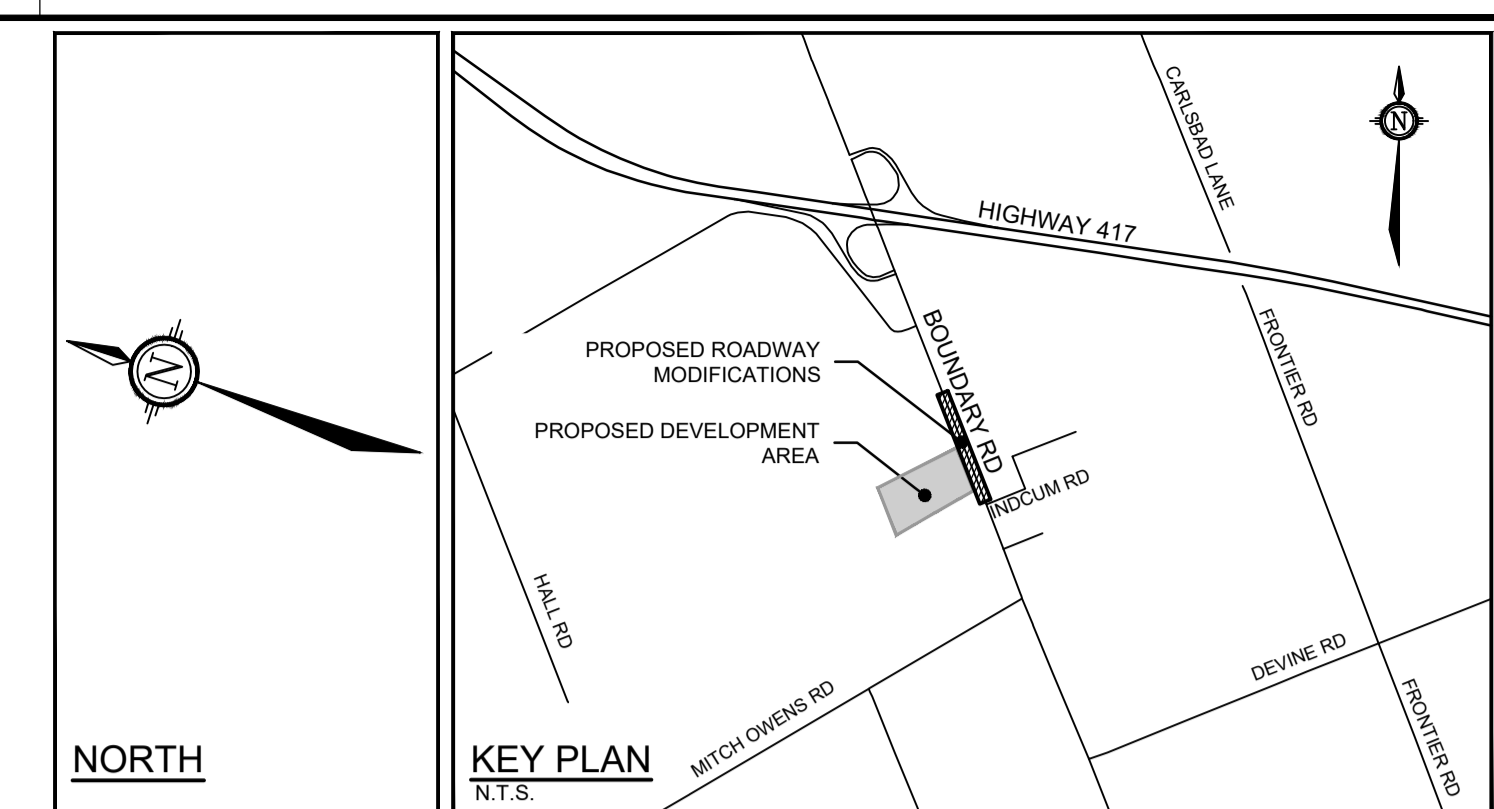 N
NORTH
N
CARLSBAD LANE
HIGHWAY 417
BOUNDARY RD
FRONTIER RD
PROPOSED ROADWAY
MODIFICATIONS
PROPOSED DEVELOPMENT
AREA
INDCUM RD
HALL RD
DEVINE RD
MITCH OWENS RD
FRONTIER RD
KEY PLAN
N.T.S.